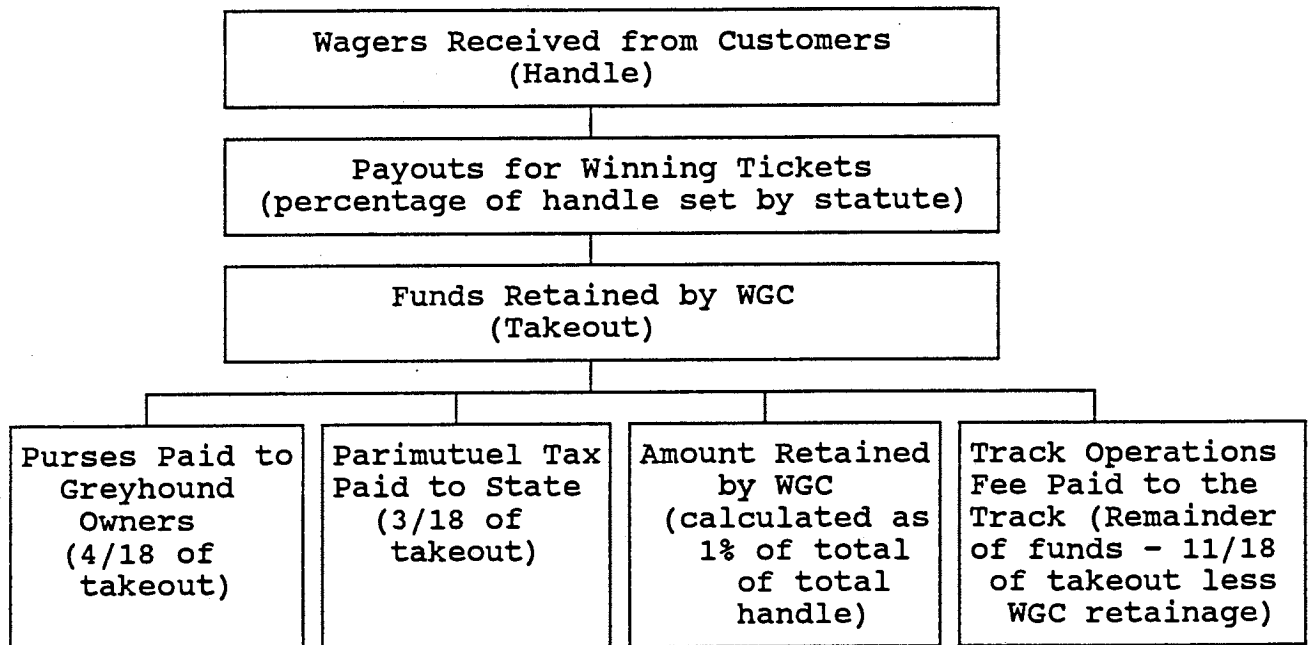 Wagers Received from Customers
(Handle)
Payouts for Winning Tickets
(percentage of handle set by statute)
Funds Retained by WGC
(Takeout)
Purses Paid to
Greyhound
Owners
(4/18 of
takeout)
Parimutuel Tax
Paid to State
(3/18 of
takeout)
Amount Retained
by WGC
(calculated as
1% of total
of total
handle)
Track Operations
Fee Paid to the
Track (Remainder
of funds - 11/18
of takeout less
WGC retainage)